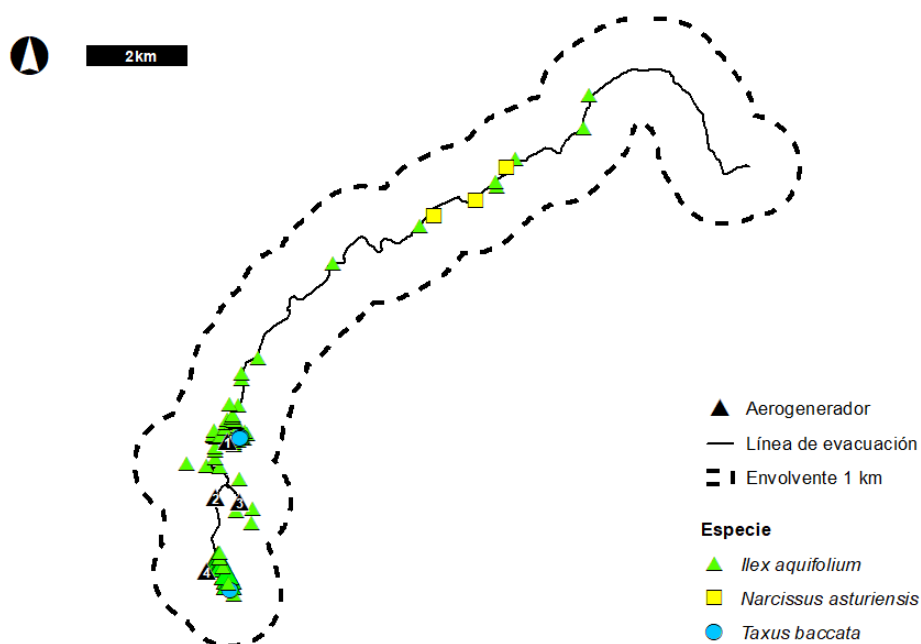 2km
1
2
3
4
Aerogenerador
Línea de evacuación
Envolvente 1 km
Especie
Ilex aquifolium
Narcissus asturiensis
Taxus baccata